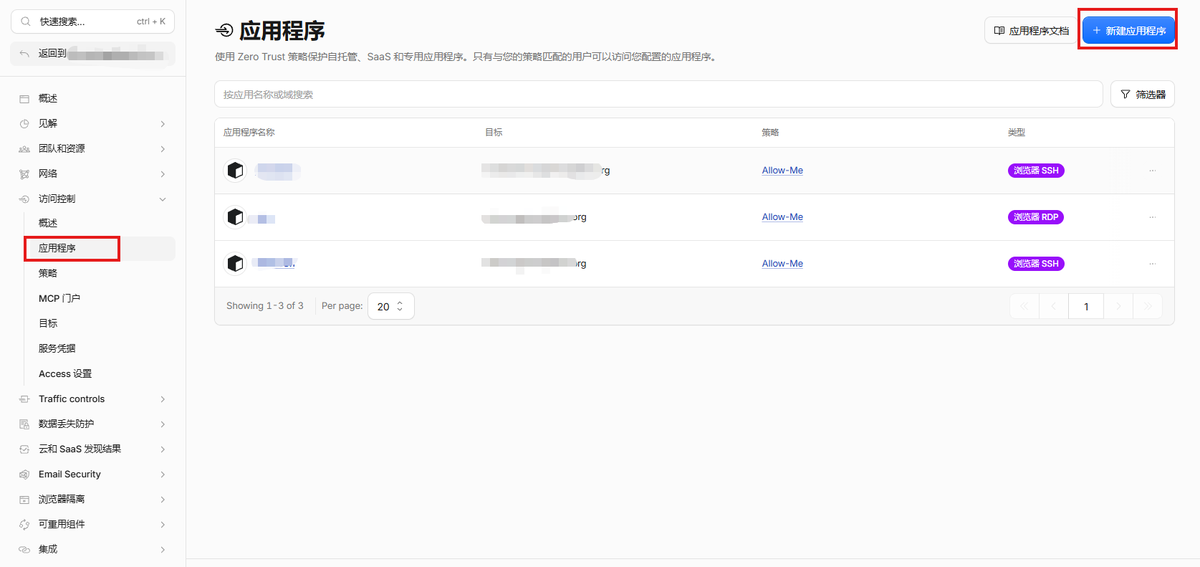 快速搜索... ctrl + K
返回到
概述
见解
团队和资源
网络
访问控制
概述
应用程序
策略
MCP 门户
目标
服务凭据
Access 设置
Traffic controls
数据丢失防护
云和 SaaS 发现结果
Email Security
浏览器隔离
可重用组件
集成
应用程序
应用程序文档
+ 新建应用程序
使用 Zero Trust 策略保护自托管、SaaS 和专用应用程序。只有与您的策略匹配的用户可以访问您配置的应用程序。
按应用名称或域搜索
筛选器
应用程序名称 目标 策略 类型
rg Allow-Me 浏览器 SSH ...
org Allow-Me 浏览器 RDP ...
org Allow-Me 浏览器 SSH ...
Showing 1-3 of 3 Per page: 20 « ‹ 1 › »